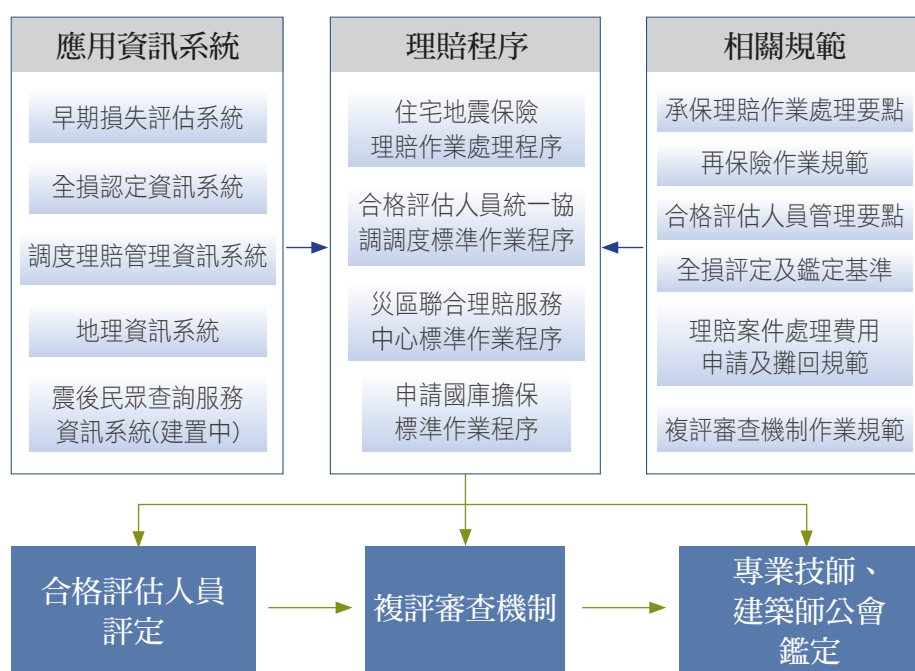 應用資訊系統
早期損失評估系統
全損認定資訊系統
調度理賠管理資訊系統
地理資訊系統
震後民眾查詢服務
資訊系統(建置中)
理賠程序
住宅地震保險
理賠作業處理程序
合格評估人員統一協
調調度標準作業程序
災區聯合理賠服務
中心標準作業程序
申請國庫擔保
標準作業程序
相關規範
承保理賠作業處理要點
再保險作業規範
合格評估人員管理要點
全損評定及鑑定基準
理賠案件處理費用
申請及攤回規範
複評審查機制作業規範
合格評估人員
評定
複評審查機制
專業技師、
建築師公會
鑑定